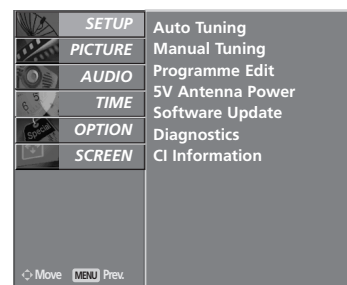 SETUP
PICTURE
AUDIO
TIME
OPTION
SCREEN
Auto Tuning
Manual Tuning
Programme Edit
5V Antenna Power
Software Update
Diagnostics
CI Information
Move MENU Prev.